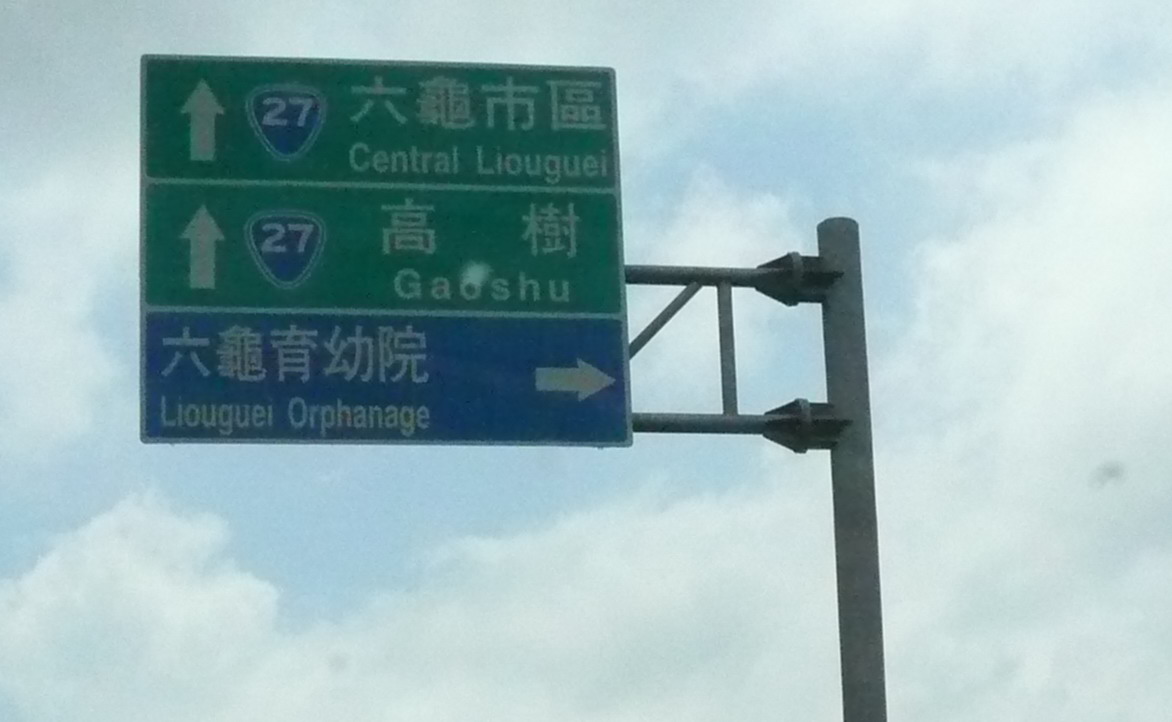 27 六龜市區
Central Liouguei
27 高樹
Gaoshu
六龜育幼院
Liouguei Orphanage